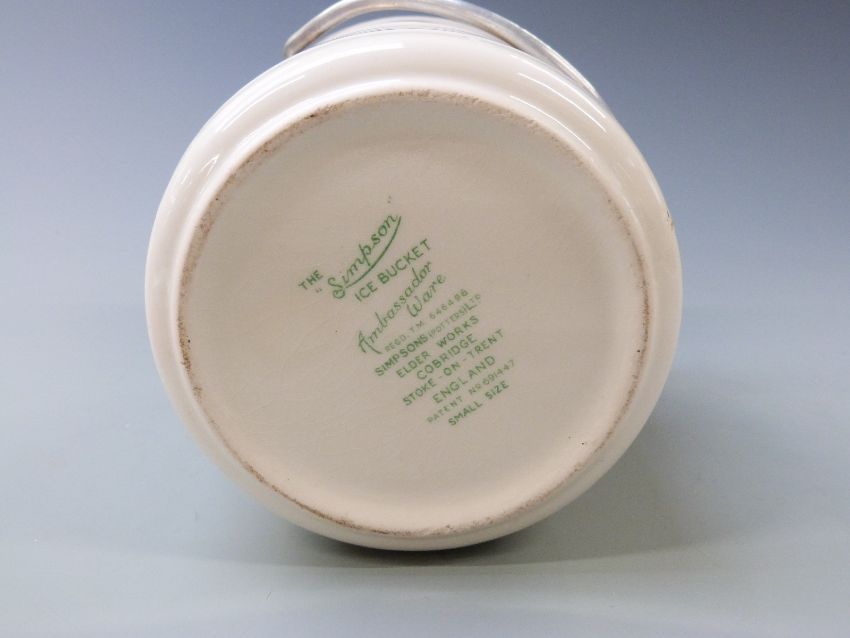 THE
"Simpson"
ICE BUCKET
Ambassador
Ware
REGD. T.M. 646496
SIMPSONS (POTTERS) LTD
ELDER WORKS
COBRIDGE
STOKE-ON-TRENT
ENGLAND
PATENT NO 691447
SMALL SIZE